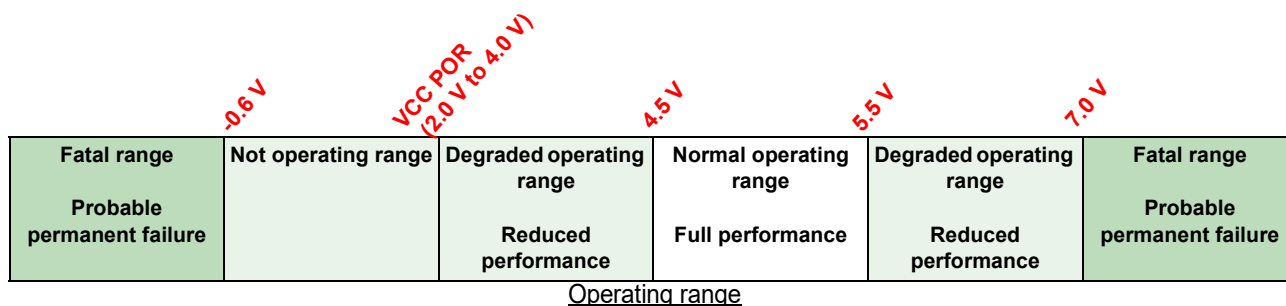 -0.6 V
VCC POR
(2.0 V to 4.0 V)
4.5 V
5.5 V
7.0 V
Fatal range
Probable
permanent failure
Not operating range
Degraded operating
range
Reduced
performance
Normal operating
range
Full performance
Degraded operating
range
Reduced
performance
Fatal range
Probable
permanent failure
Operating range